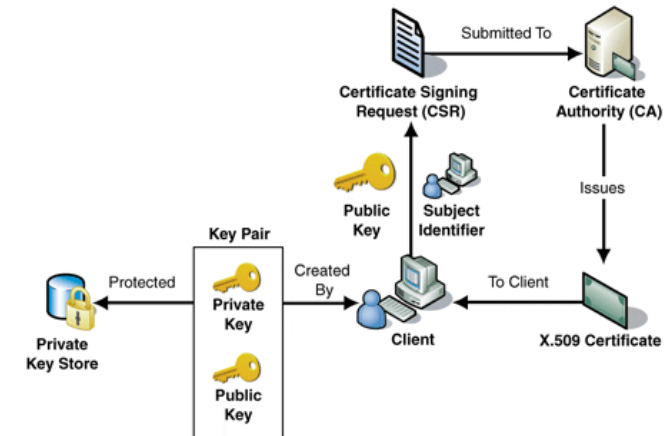 Submitted To
Certificate Signing
Request (CSR)
Certificate
Authority (CA)
Public
Key
Subject
Identifier
Issues
Key Pair
Protected
Private
Key
Created
By
To Client
Private
Key Store
Client
X.509 Certificate
Public
Key